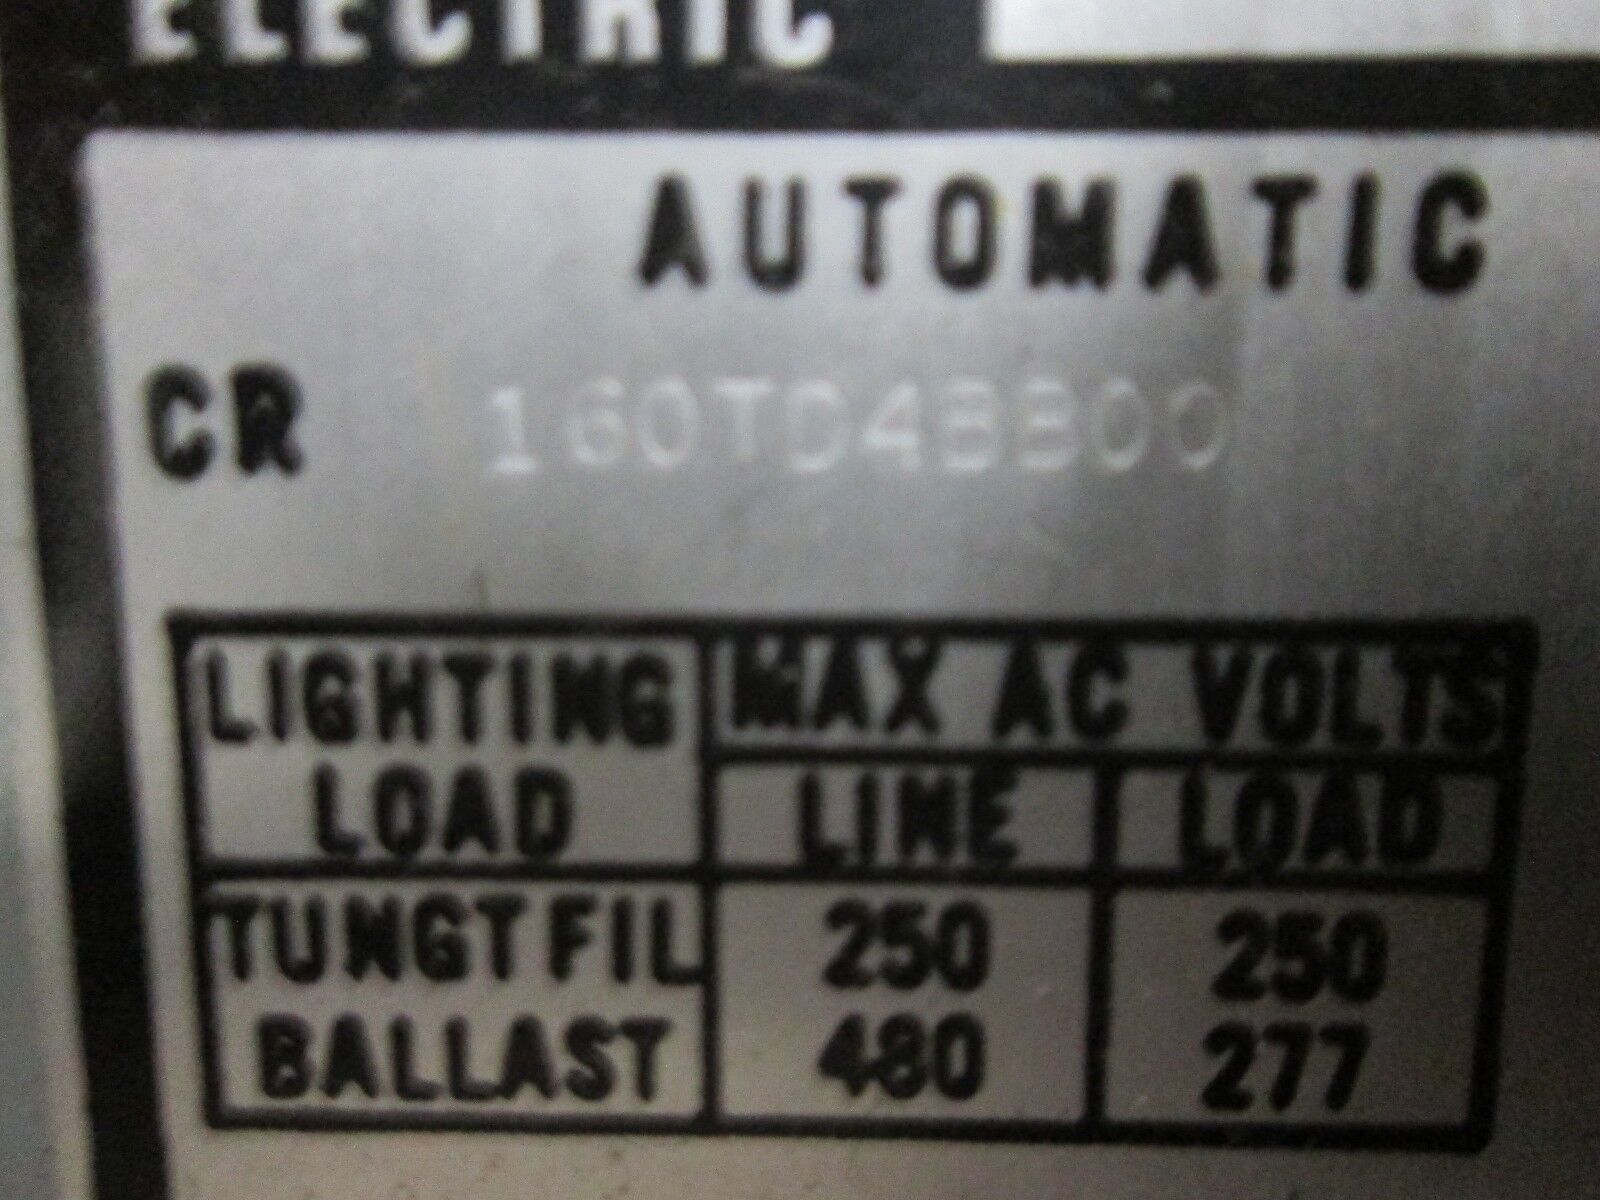 ELECTRIC
AUTOMATIC
CR 160TD4BB00
LIGHTING LOAD MAX AC VOLTS
LINE LOAD
TUNGT FIL 250 250
BALLAST 480 277